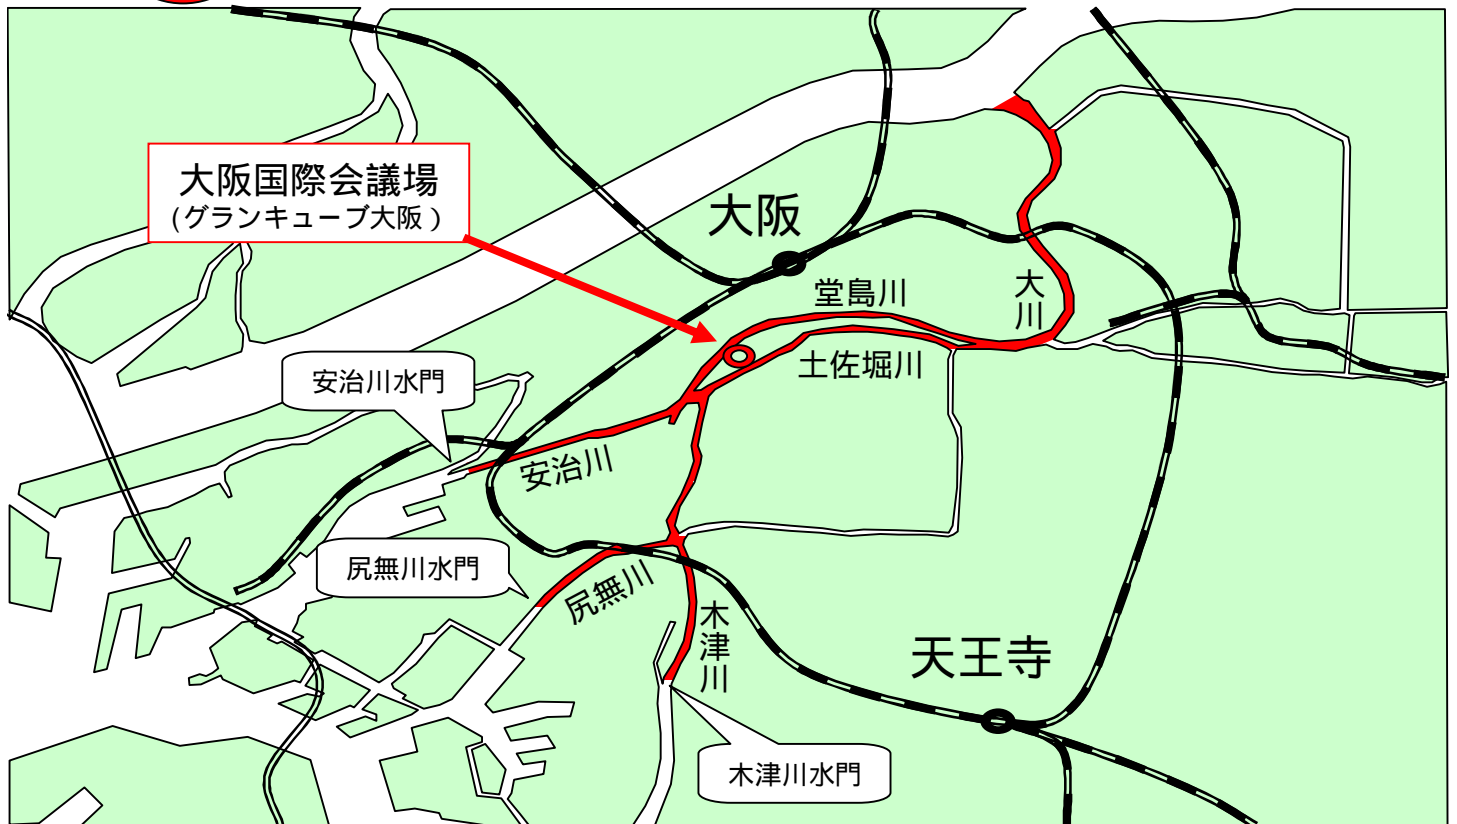 大阪国際会議場
(グランキューブ大阪)
大阪
堂島川
大川
土佐堀川
安治川水門
安治川
尻無川水門
尻無川
木津川
天王寺
木津川水門